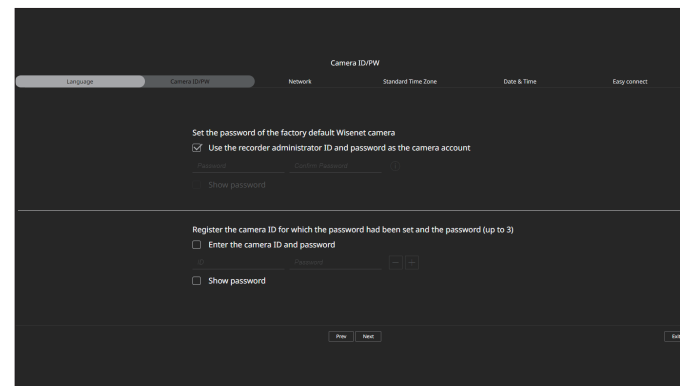 Camera ID/PW
Language Camera ID/PW Network Standard Time Zone Date & Time Easy connect
Set the password of the factory default Wisenet camera
Use the recorder administrator ID and password as the camera account
Password Confirm Password
Show password
Register the camera ID for which the password had been set and the password (up to 3)
Enter the camera ID and password
ID Password
Show password
Prev Next Exit